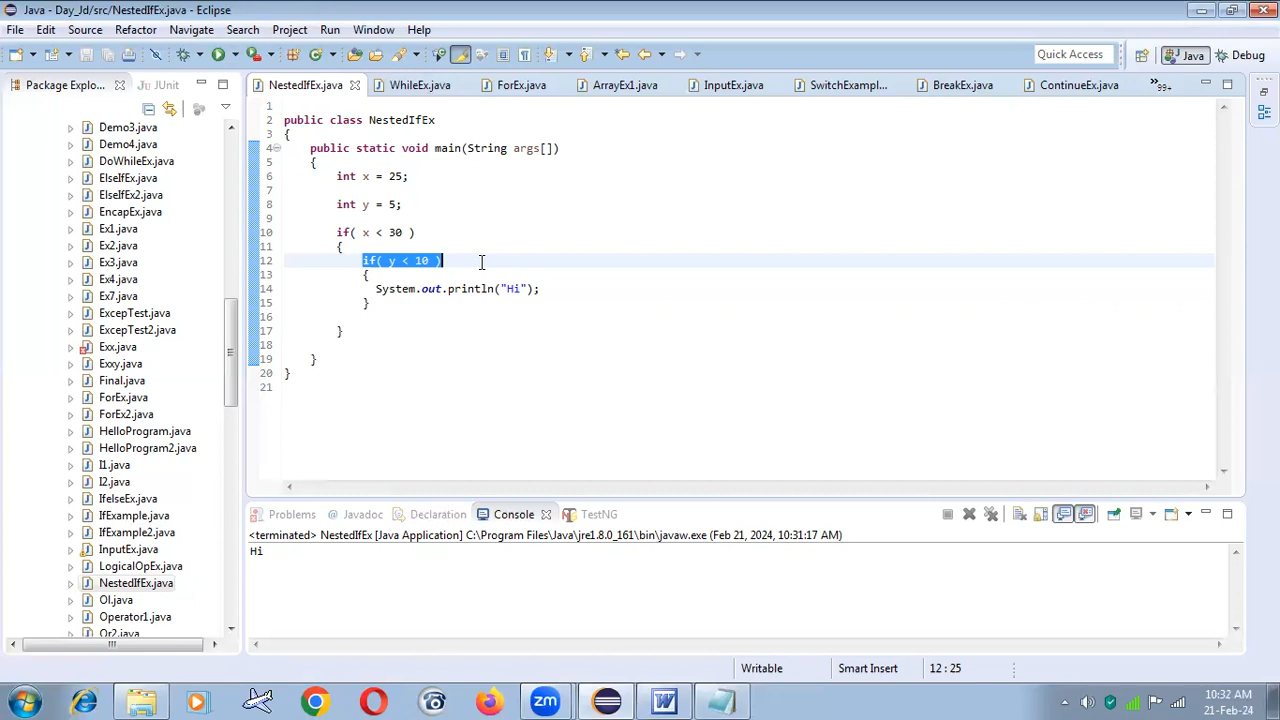 Java - Day_Jd/src/NestedIfEx.java - Eclipse
File Edit Source Refactor Navigate Search Project Run Window Help
Quick Access Java Debug
Package Explo... JUnit
Demo3.java
Demo4.java
DoWhileEx.java
ElseIfEx.java
ElseIfEx2.java
EncapEx.java
Ex1.java
Ex2.java
Ex3.java
Ex4.java
Ex7.java
ExcepTest.java
ExcepTest2.java
Exx.java
Exxy.java
Final.java
ForEx.java
ForEx2.java
HelloProgram.java
HelloProgram2.java
I1.java
I2.java
IfelseEx.java
IfExample.java
IfExample2.java
InputEx.java
LogicalOpEx.java
NestedIfEx.java
OI.java
Operator1.java
Or2.java
NestedIfEx.java WhileEx.java ForEx.java ArrayEx1.java InputEx.java SwitchExampl... BreakEx.java ContinueEx.java »99+
1
2 public class NestedIfEx
3 {
4 public static void main(String args[])
5 {
6 int x = 25;
7
8 int y = 5;
9
10 if( x < 30 )
11 {
12 if( y < 10 )
13 {
14 System.out.println("Hi");
15 }
16
17 }
18
19 }
20 }
21
Problems Javadoc Declaration Console TestNG
<terminated> NestedIfEx [Java Application] C:\Program Files\Java\jre1.8.0_161\bin\javaw.exe (Feb 21, 2024, 10:31:17 AM)
Hi
Writable Smart Insert 12 : 25
zm
10:32 AM
21-Feb-24